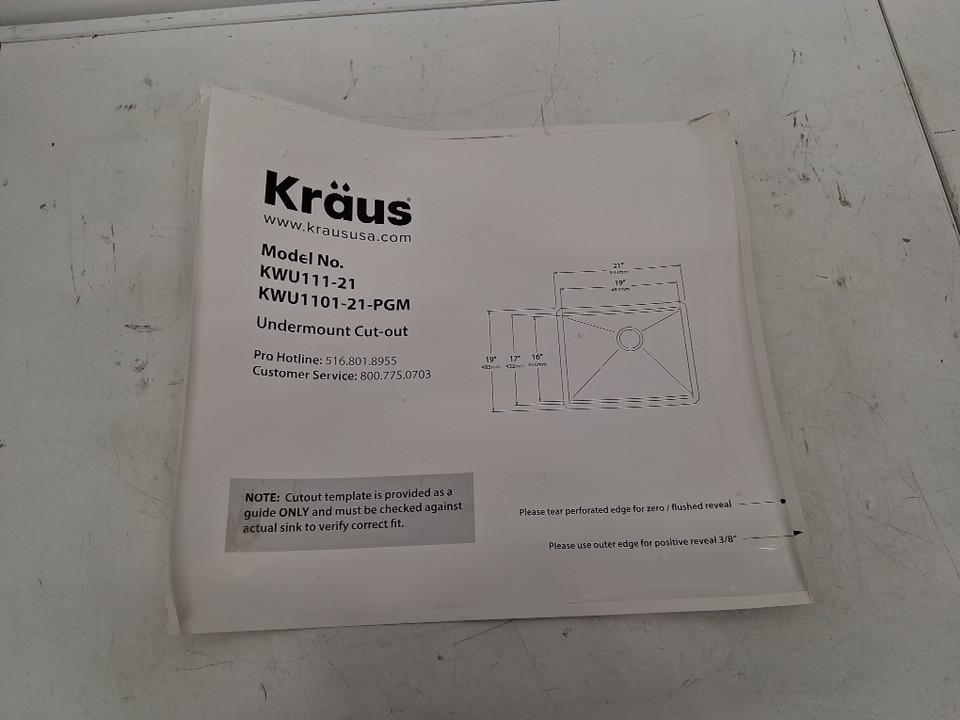 Kräus
www.kraususa.com
Model No.
KWU111-21
KWU1101-21-PGM
Undermount Cut-out
Pro Hotline: 516.801.8955
Customer Service: 800.775.0703
21"
19"
19"
483mm
17"
432mm
16"
NOTE: Cutout template is provided as a
guide ONLY and must be checked against
actual sink to verify correct fit.
Please tear perforated edge for zero / flushed reveal
Please use outer edge for positive reveal 3/8"